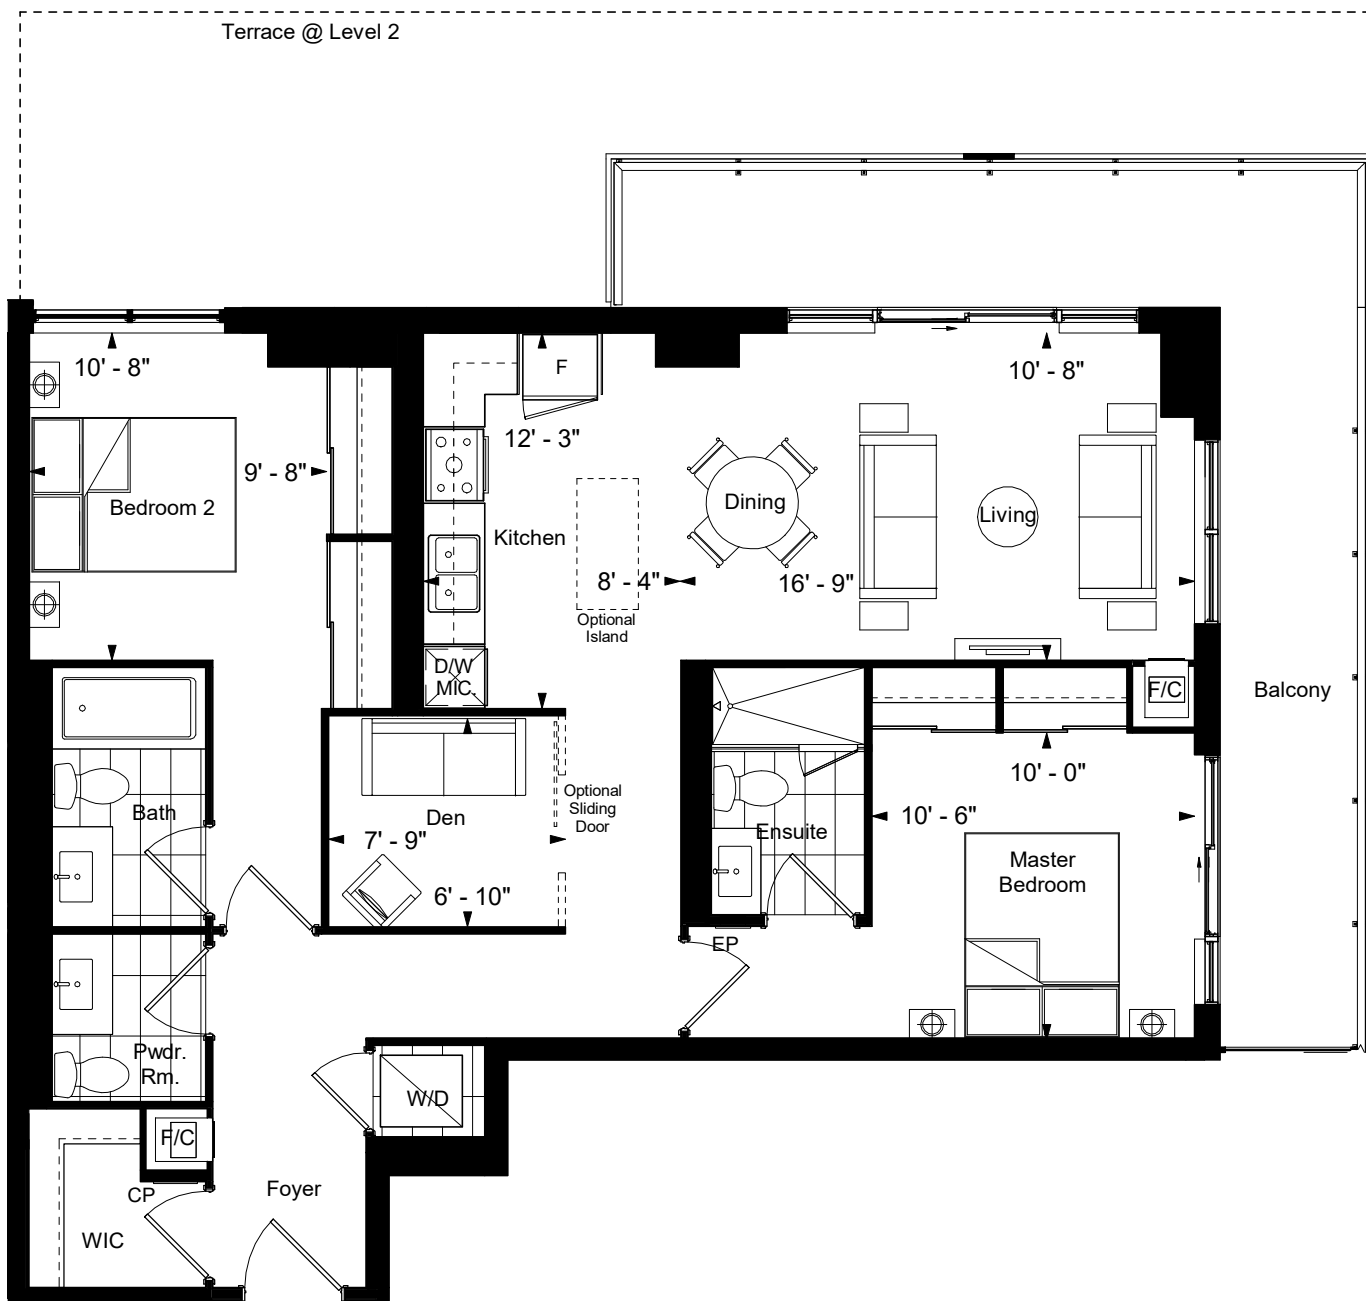 Terrace @ Level 2
10' - 8"
F
10' - 8"
12' - 3"
9' - 8"
Bedroom 2
Dining
Living
Kitchen
8' - 4"
16' - 9"
Optional
Island
D/W
MIC.
F/C
Balcony
10' - 0"
Optional
Sliding
Door
Bath
Den
7' - 9"
Ensuite
10' - 6"
Master
Bedroom
6' - 10"
EP
Pwdr.
Rm.
W/D
F/C
CP
Foyer
WIC